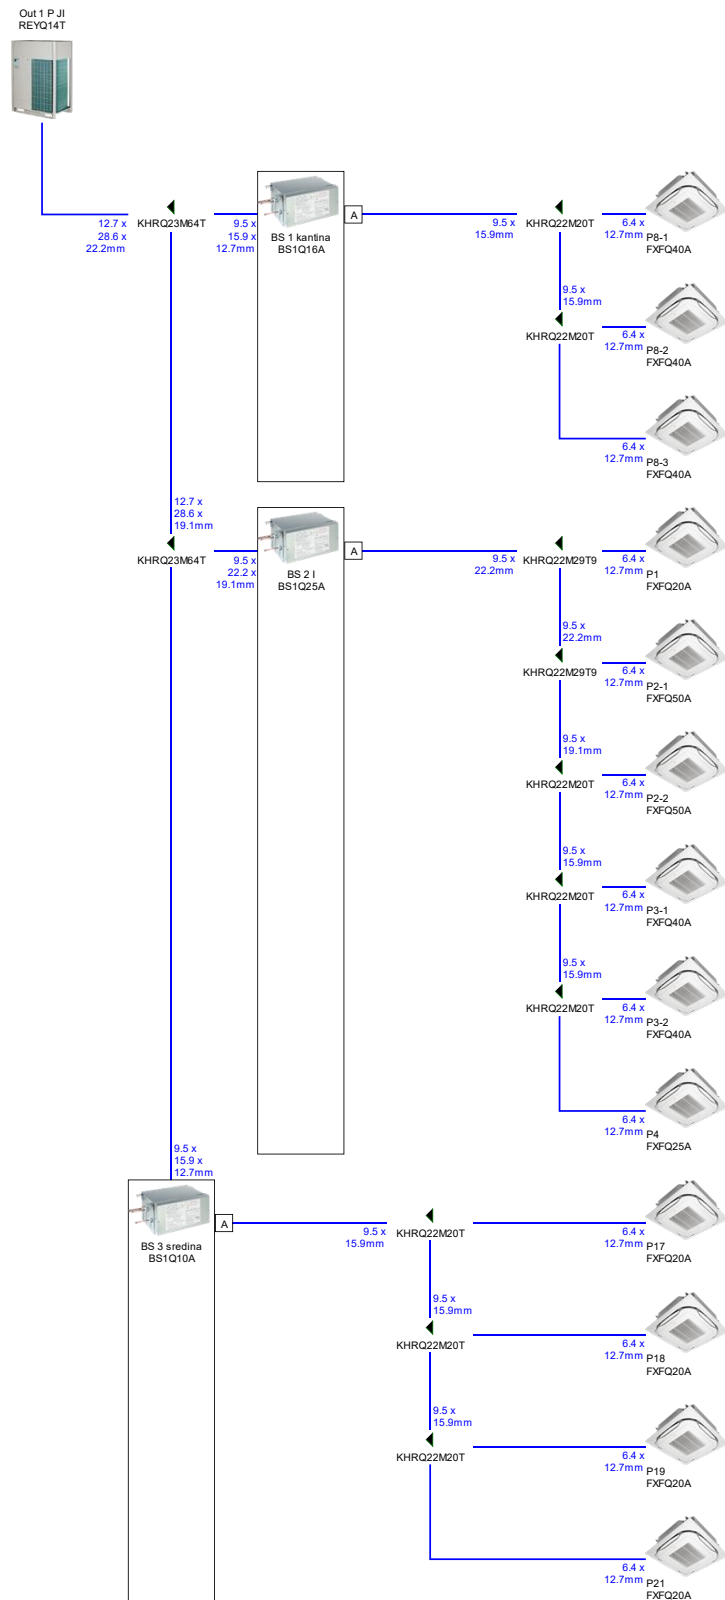 Out 1 P JI
REYQ14T
12.7 x
28.6 x
22.2mm
KHRQ23M64T
9.5 x
15.9 x
12.7mm
BS 1 kantina
BS1Q16A
A
9.5 x
15.9mm
KHRQ22M20T
6.4 x
12.7mm
P8-1
FXFQ40A
9.5 x
15.9mm
KHRQ22M20T
6.4 x
12.7mm
P8-2
FXFQ40A
6.4 x
12.7mm
P8-3
FXFQ40A
12.7 x
28.6 x
19.1mm
KHRQ23M64T
9.5 x
22.2 x
19.1mm
BS 2 I
BS1Q25A
A
9.5 x
22.2mm
KHRQ22M29T9
6.4 x
12.7mm
P1
FXFQ20A
9.5 x
22.2mm
KHRQ22M29T9
6.4 x
12.7mm
P2-1
FXFQ50A
9.5 x
19.1mm
KHRQ22M20T
6.4 x
12.7mm
P2-2
FXFQ50A
9.5 x
15.9mm
KHRQ22M20T
6.4 x
12.7mm
P3-1
FXFQ40A
9.5 x
15.9mm
KHRQ22M20T
6.4 x
12.7mm
P3-2
FXFQ40A
6.4 x
12.7mm
P4
FXFQ25A
9.5 x
15.9 x
12.7mm
BS 3 sredina
BS1Q10A
A
9.5 x
15.9mm
KHRQ22M20T
6.4 x
12.7mm
P17
FXFQ20A
9.5 x
15.9mm
KHRQ22M20T
6.4 x
12.7mm
P18
FXFQ20A
9.5 x
15.9mm
KHRQ22M20T
6.4 x
12.7mm
P19
FXFQ20A
6.4 x
12.7mm
P21
FXFQ20A